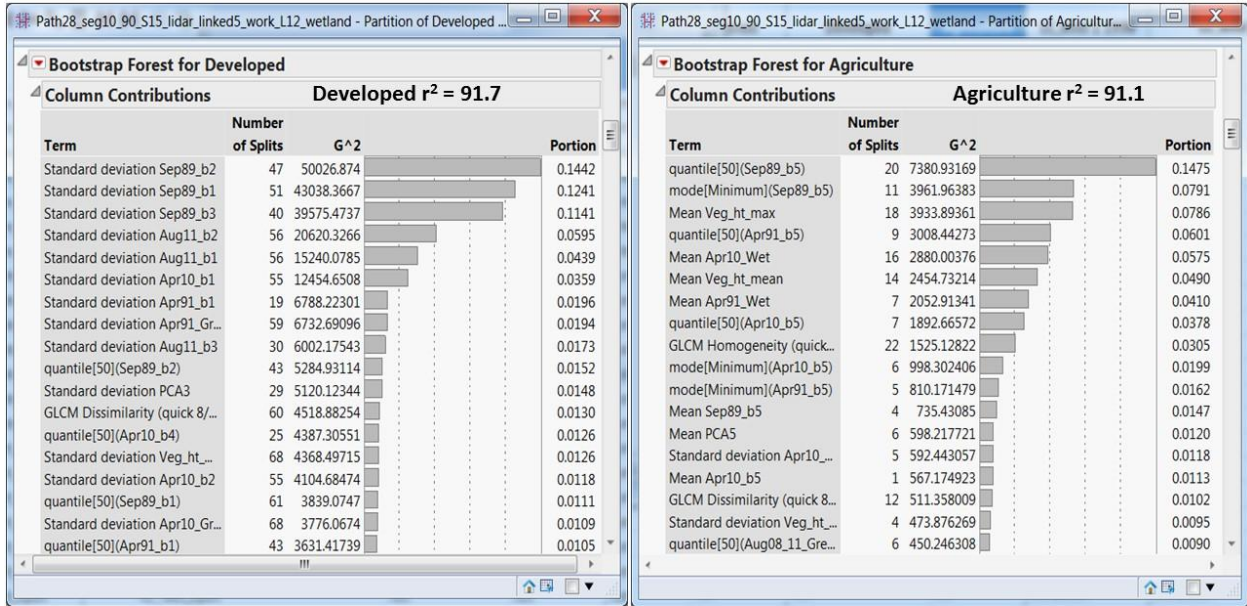 Path28_seg10_90_S15_lidar_linked5_work_L12_wetland - Partition of Developed ...
Bootstrap Forest for Developed
Column Contributions Developed r² = 91.7
Number
Term of Splits G^2 Portion
Standard deviation Sep89_b2 47 50026.874 0.1442
Standard deviation Sep89_b1 51 43038.3667 0.1241
Standard deviation Sep89_b3 40 39575.4737 0.1141
Standard deviation Aug11_b2 56 20620.3266 0.0595
Standard deviation Aug11_b1 56 15240.0785 0.0439
Standard deviation Apr10_b1 55 12454.6508 0.0359
Standard deviation Apr91_b1 19 6788.22301 0.0196
Standard deviation Apr91_Gr... 59 6732.69096 0.0194
Standard deviation Aug11_b3 30 6002.17543 0.0173
quantile[50](Sep89_b2) 43 5284.93114 0.0152
Standard deviation PCA3 29 5120.12344 0.0148
GLCM Dissimilarity (quick 8/... 60 4518.88254 0.0130
quantile[50](Apr10_b4) 25 4387.30551 0.0126
Standard deviation Veg_ht_... 68 4368.49715 0.0126
Standard deviation Apr10_b2 55 4104.68474 0.0118
quantile[50](Sep89_b1) 61 3839.0747 0.0111
Standard deviation Apr10_Gr... 68 3776.0674 0.0109
quantile[50](Apr91_b1) 43 3631.41739 0.0105
Path28_seg10_90_S15_lidar_linked5_work_L12_wetland - Partition of Agricultur...
Bootstrap Forest for Agriculture
Column Contributions Agriculture r² = 91.1
Number
Term of Splits G^2 Portion
quantile[50](Sep89_b5) 20 7380.93169 0.1475
mode[Minimum](Sep89_b5) 11 3961.96383 0.0791
Mean Veg_ht_max 18 3933.89361 0.0786
quantile[50](Apr91_b5) 9 3008.44273 0.0601
Mean Apr10_Wet 16 2880.00376 0.0575
Mean Veg_ht_mean 14 2454.73214 0.0490
Mean Apr91_Wet 7 2052.91341 0.0410
quantile[50](Apr10_b5) 7 1892.66572 0.0378
GLCM Homogeneity (quick... 22 1525.12822 0.0305
mode[Minimum](Apr10_b5) 6 998.302406 0.0199
mode[Minimum](Apr91_b5) 5 810.171479 0.0162
Mean Sep89_b5 4 735.43085 0.0147
Mean PCA5 6 598.217721 0.0120
Standard deviation Apr10_... 5 592.443057 0.0118
Mean Apr10_b5 1 567.174923 0.0113
GLCM Dissimilarity (quick 8... 12 511.358009 0.0102
Standard deviation Veg_ht_... 4 473.876269 0.0095
quantile[50](Aug08_11_Gre... 6 450.246308 0.0090